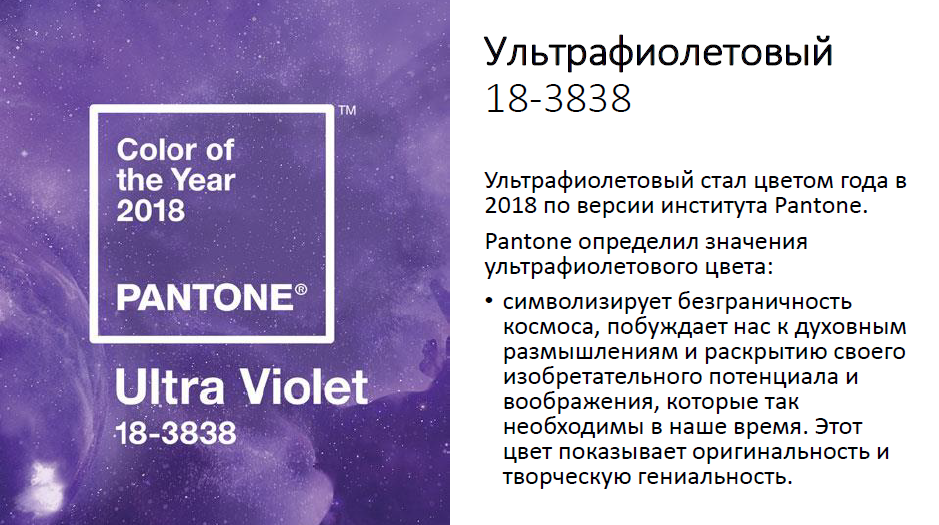 Color of
the Year
2018
PANTONE®
™
Ultra Violet
18-3838
Ультрафиолетовый
18-3838
Ультрафиолетовый стал цветом года в
2018 по версии института Pantone.
Pantone определил значения
ультрафиолетового цвета:
• символизирует безграничность
космоса, побуждает нас к духовным
размышлениям и раскрытию своего
изобретательного потенциала и
воображения, которые так
необходимы в наше время. Этот
цвет показывает оригинальность и
творческую гениальность.